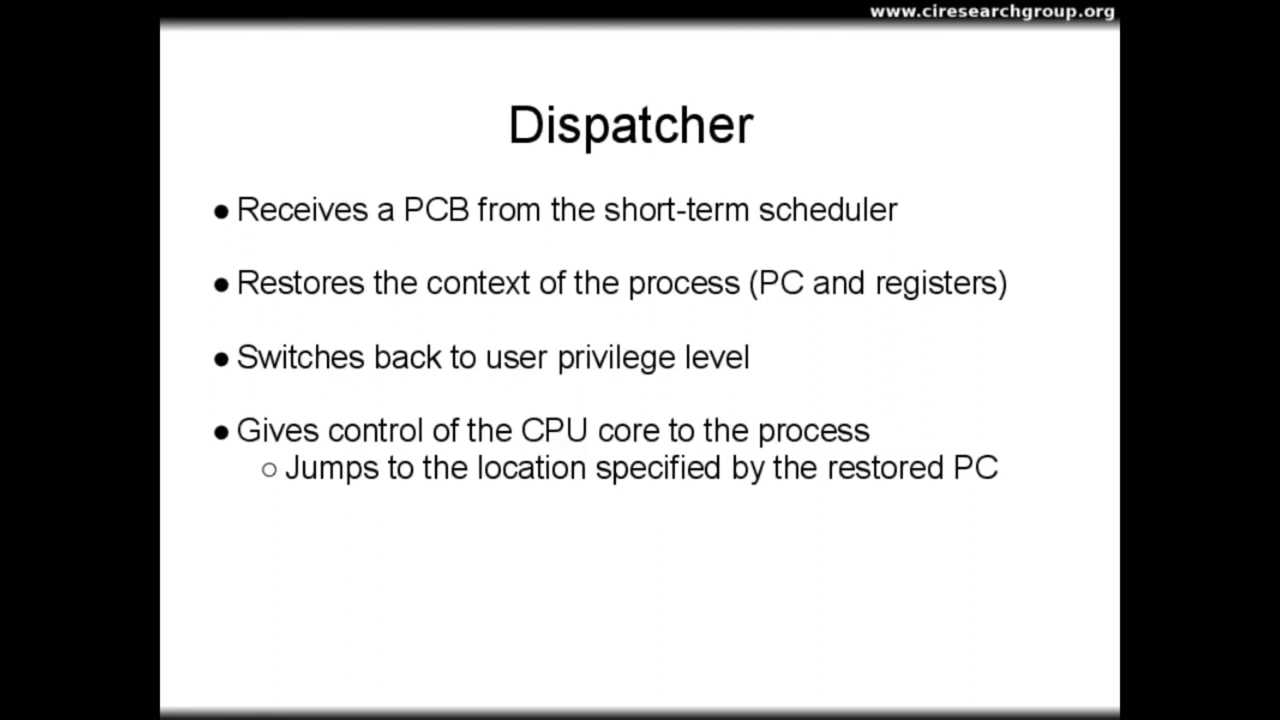 www.ciresearchgroup.org
Dispatcher
● Receives a PCB from the short-term scheduler
● Restores the context of the process (PC and registers)
● Switches back to user privilege level
● Gives control of the CPU core to the process
○ Jumps to the location specified by the restored PC